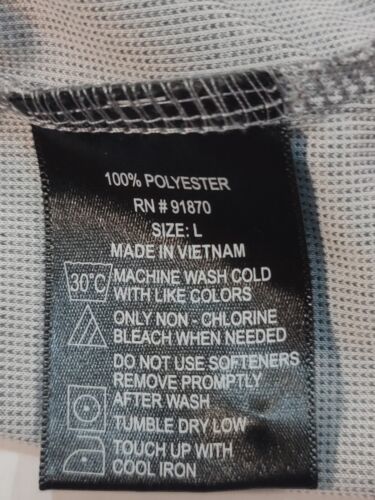 100% POLYESTER
RN # 91870
SIZE: L
MADE IN VIETNAM
30°C MACHINE WASH COLD
WITH LIKE COLORS
ONLY NON - CHLORINE
BLEACH WHEN NEEDED
DO NOT USE SOFTENERS
REMOVE PROMPTLY
AFTER WASH
TUMBLE DRY LOW
TOUCH UP WITH
COOL IRON